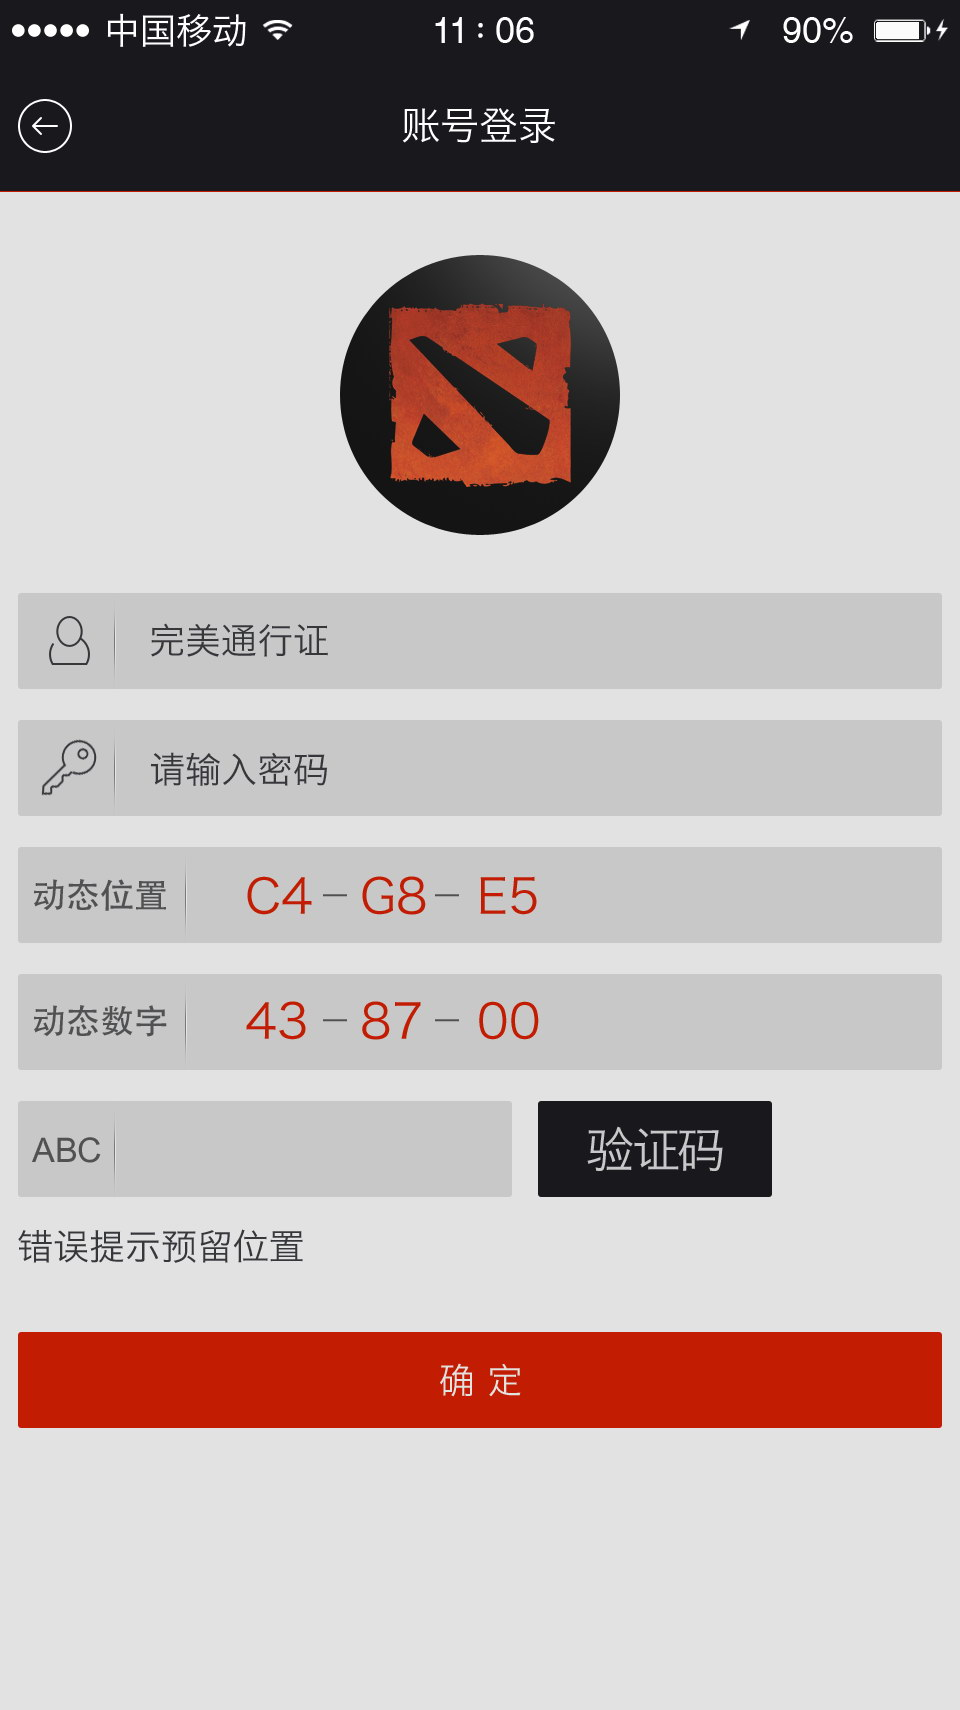 中国移动 11:06 90%
账号登录
完美通行证
请输入密码
动态位置 C4 - G8 - E5
动态数字 43 - 87 - 00
ABC 验证码
错误提示预留位置
确 定